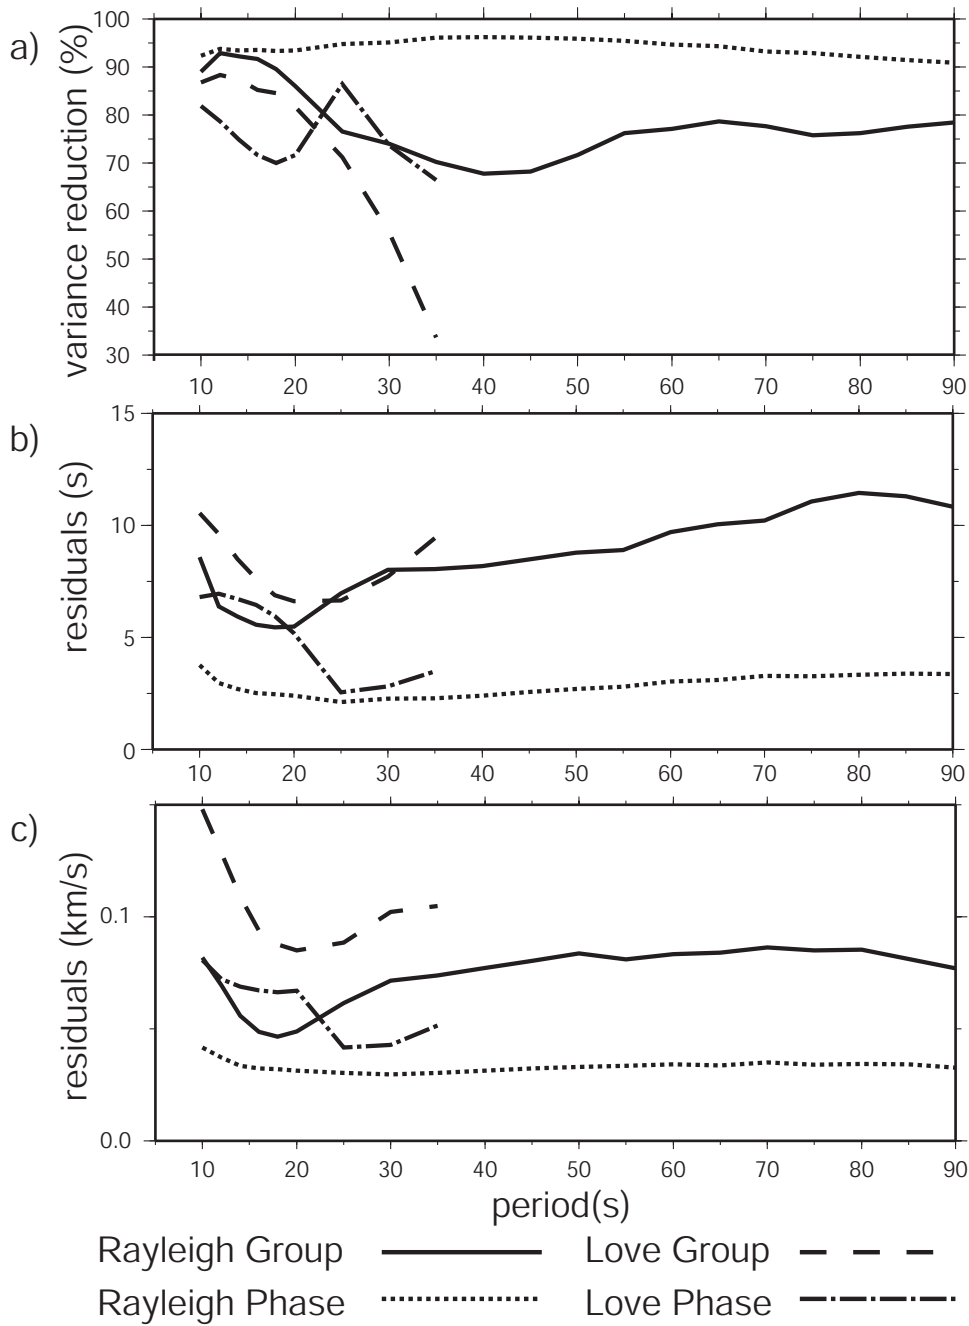 a)
variance reduction (%)
100
90
80
70
60
50
40
30
10 20 30 40 50 60 70 80 90
b)
residuals (s)
15
10
5
0
10 20 30 40 50 60 70 80 90
c)
residuals (km/s)
0.1
0.0
10 20 30 40 50 60 70 80 90
period(s)
Rayleigh Group Love Group
Rayleigh Phase Love Phase